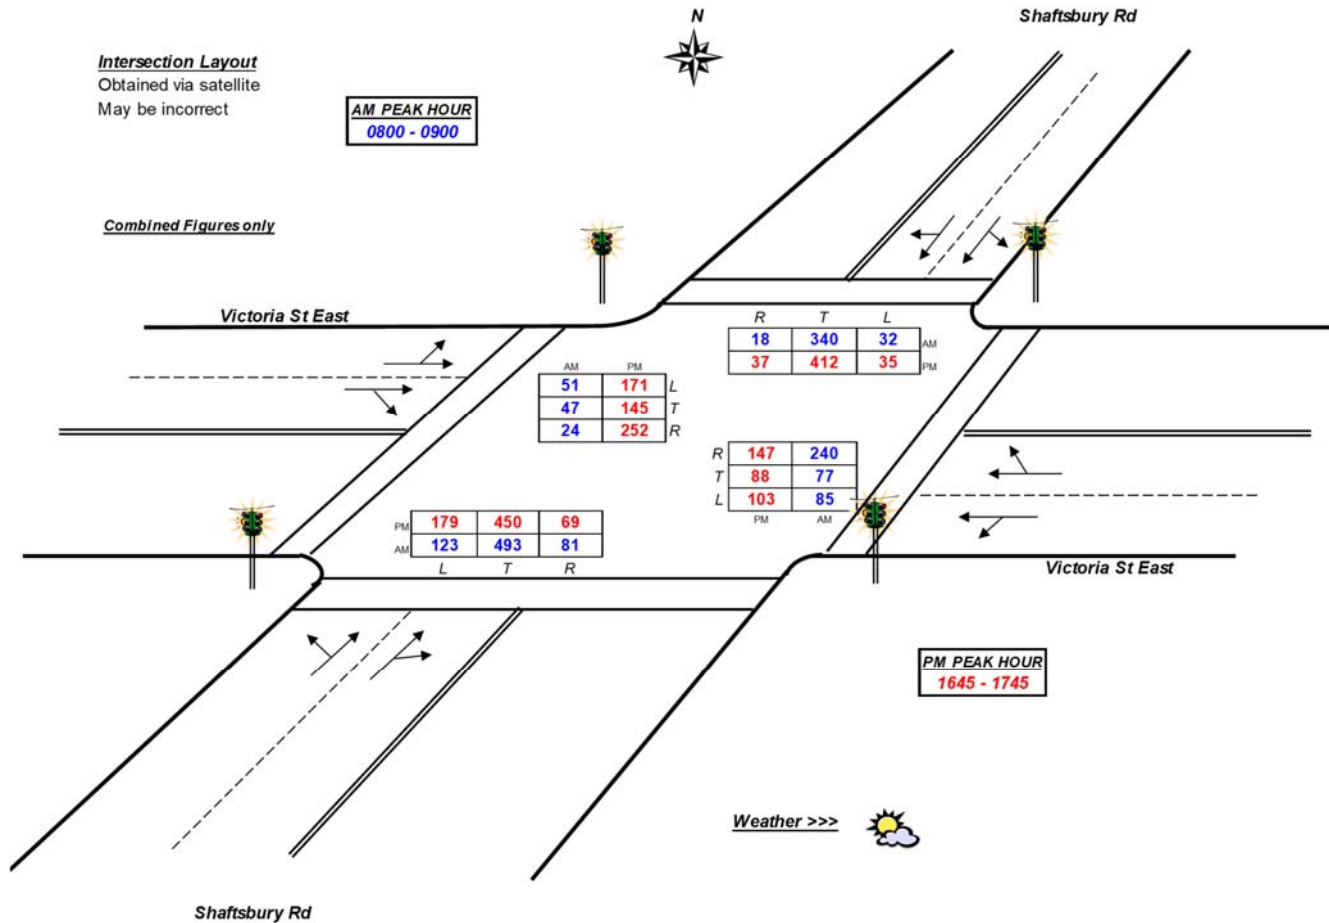 N
Shaftsbury Rd
Intersection Layout
Obtained via satellite
May be incorrect
AM PEAK HOUR
0800 - 0900
Combined Figures only
Victoria St East
R T L
18 340 32 AM
37 412 35 PM
AM PM
51 171 L
47 145 T
24 252 R
R 147 240
T 88 77
L 103 85
PM AM
PM 179 450 69
AM 123 493 81
L T R
Victoria St East
PM PEAK HOUR
1645 - 1745
Weather >>>
Shaftsbury Rd